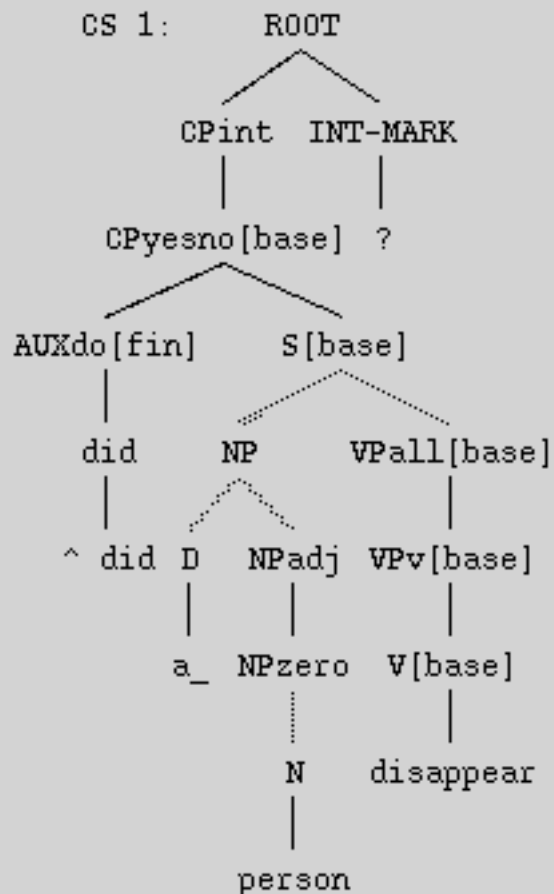 CS 1: ROOT
CPint INT-MARK
CPyesno[base] ?
AUXdo[fin] S[base]
did NP VPall[base]
^ did D NPadj VPv[base]
a_ NPzero V[base]
N disappear
person